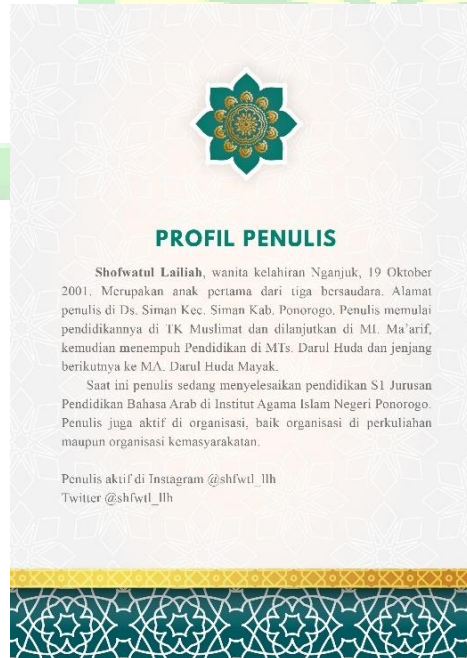 PROFIL PENULIS
Shofwatul Lailiah, wanita kelahiran Nganjuk, 19 Oktober
2001. Merupakan anak pertama dari tiga bersaudara. Alamat
penulis di Ds. Siman Kec. Siman Kab. Ponorogo. Penulis memulai
pendidikannya di TK Muslimat dan dilanjutkan di MI. Ma'arif,
kemudian menempuh Pendidikan di MTs. Darul Huda dan jenjang
berikutnya ke MA. Darul Huda Mayak.
Saat ini penulis sedang menyelesaikan pendidikan S1 Jurusan
Pendidikan Bahasa Arab di Institut Agama Islam Negeri Ponorogo.
Penulis juga aktif di organisasi, baik organisasi di perkuliahan
maupun organisasi kemasyarakatan.
Penulis aktif di Instagram @shfwtl_llh
Twitter @shfwtl_llh